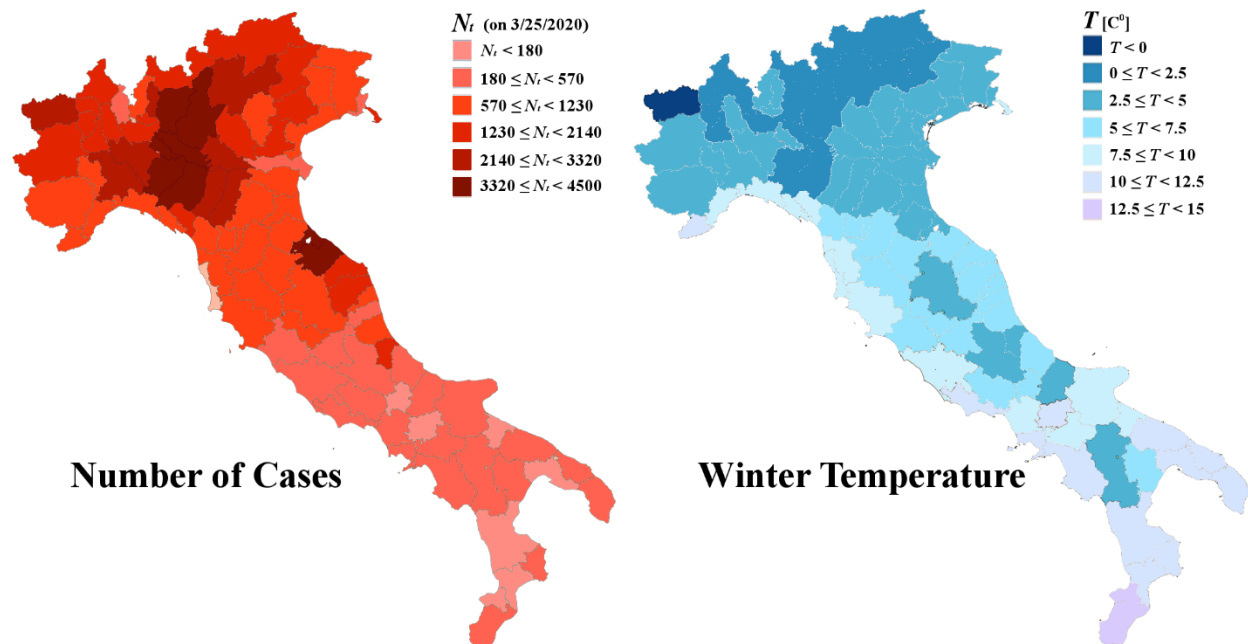 Nt (on 3/25/2020)
Nt < 180
180 ≤ Nt < 570
570 ≤ Nt < 1230
1230 ≤ Nt < 2140
2140 ≤ Nt < 3320
3320 ≤ Nt < 4500
Number of Cases
T [C⁰]
T < 0
0 ≤ T < 2.5
2.5 ≤ T < 5
5 ≤ T < 7.5
7.5 ≤ T < 10
10 ≤ T < 12.5
12.5 ≤ T < 15
Winter Temperature